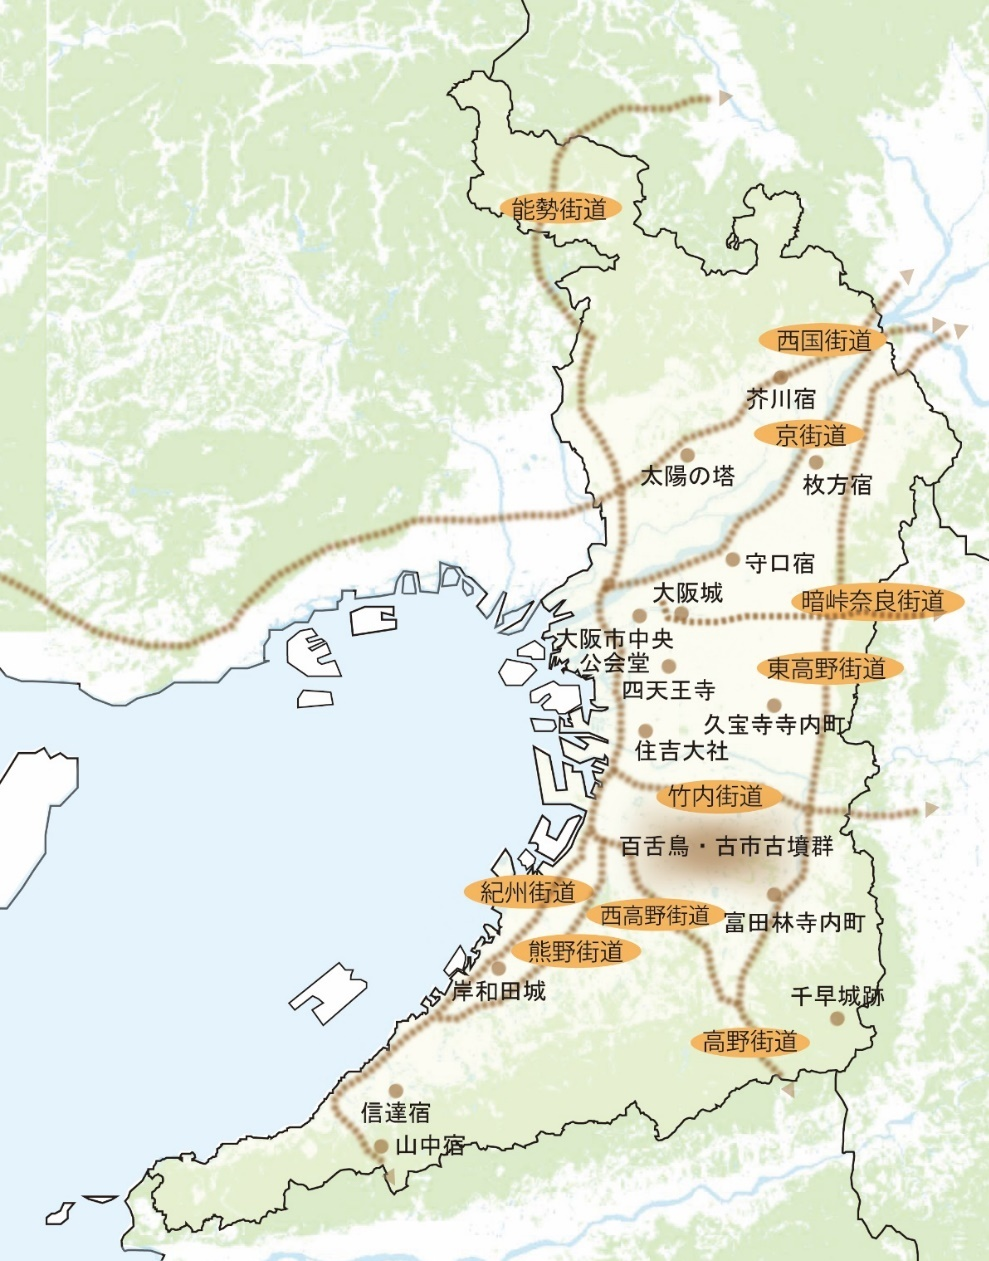 能勢街道
西国街道
芥川宿
京街道
太陽の塔
枚方宿
守口宿
大阪城
暗峠奈良街道
大阪市中央
公会堂
東高野街道
四天王寺
久宝寺寺内町
住吉大社
竹内街道
百舌鳥・古市古墳群
紀州街道
西高野街道
富田林寺内町
熊野街道
岸和田城
千早城跡
高野街道
信達宿
山中宿